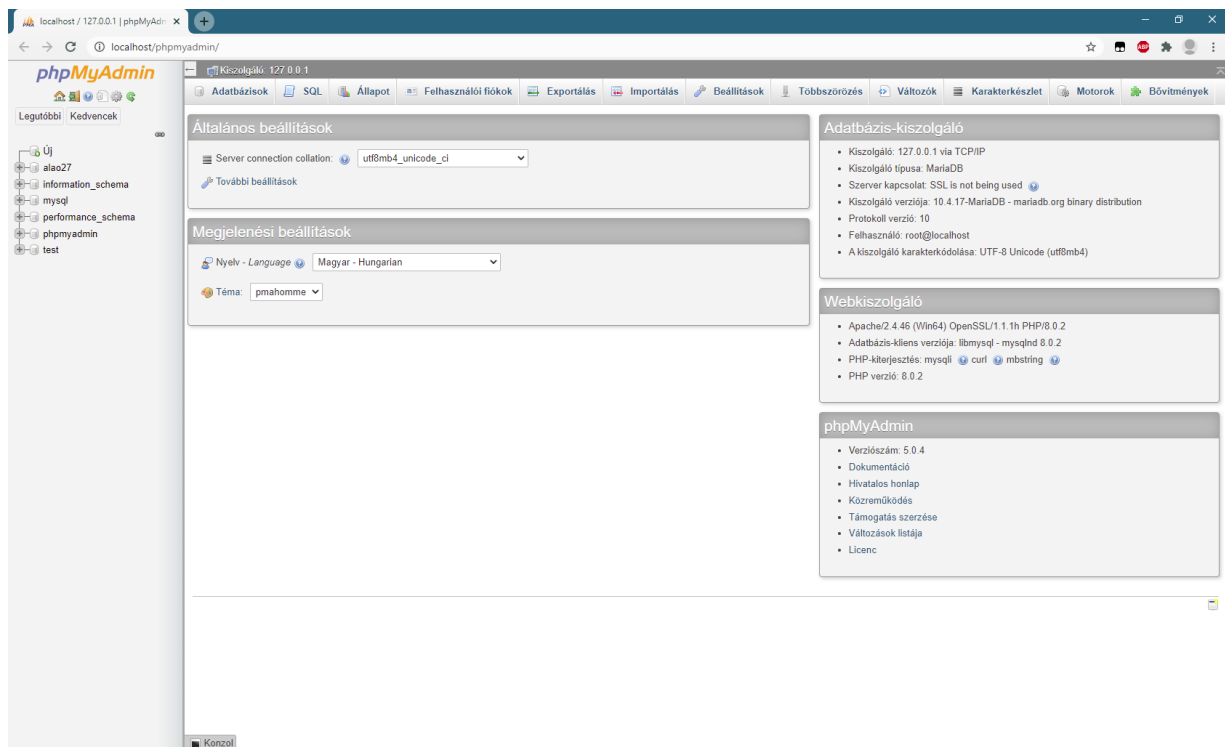 localhost / 127.0.0.1 | phpMyAdn
localhost/phpmyadmin/
ABP
phpMyAdmin
Legutóbbi Kedvencek
Új
alao27
information_schema
mysql
performance_schema
phpmyadmin
test
Kiszolgáló: 127.0.0.1
Adatbázisok SQL Állapot Felhasználói fiókok Exportálás Importálás Beállítások Többszörözés Változók Karakterkészlet Motorok Bővítmények
Általános beállítások
Server connection collation: utf8mb4_unicode_ci
További beállítások
Megjelenési beállítások
Nyelv - Language Magyar - Hungarian
Téma: pmahomme
Adatbázis-kiszolgáló
Kiszolgáló: 127.0.0.1 via TCP/IP
Kiszolgáló típusa: MariaDB
Szerver kapcsolat: SSL is not being used
Kiszolgáló verziója: 10.4.17-MariaDB - mariadb.org binary distribution
Protokoll verzió: 10
Felhasználó: root@localhost
A kiszolgáló karakterkódolása: UTF-8 Unicode (utf8mb4)
Webkiszolgáló
Apache/2.4.46 (Win64) OpenSSL/1.1.1h PHP/8.0.2
Adatbázis-kliens verziója: libmysql - mysqlnd 8.0.2
PHP-kiterjesztés: mysqli curl mbstring
PHP verzió: 8.0.2
phpMyAdmin
Verziószám: 5.0.4
Dokumentáció
Hivatalos honlap
Közreműködés
Támogatás szerzése
Változások listája
Licenc
Konzol